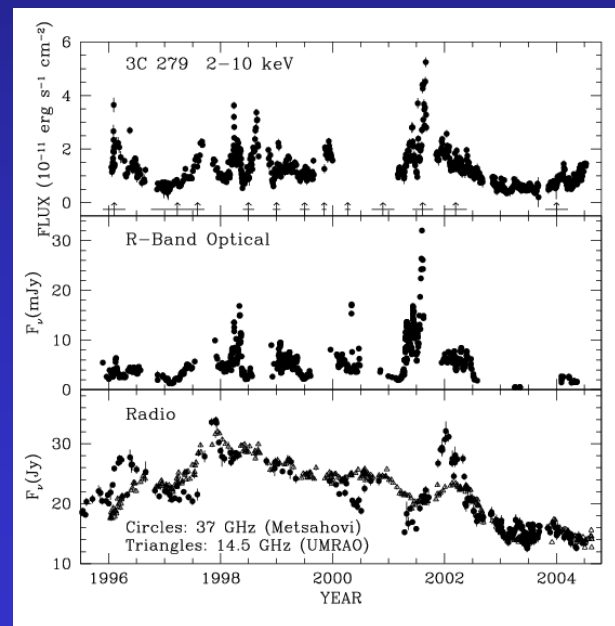 3C 279 2-10 keV
FLUX (10⁻¹¹ erg s⁻¹ cm⁻²)
6
4
2
0
R-Band Optical
Fᵥ(mJy)
30
20
10
0
Radio
Fᵥ(Jy)
30
20
10
Circles: 37 GHz (Metsahovi)
Triangles: 14.5 GHz (UMRAO)
1996 1998 2000 2002 2004
YEAR